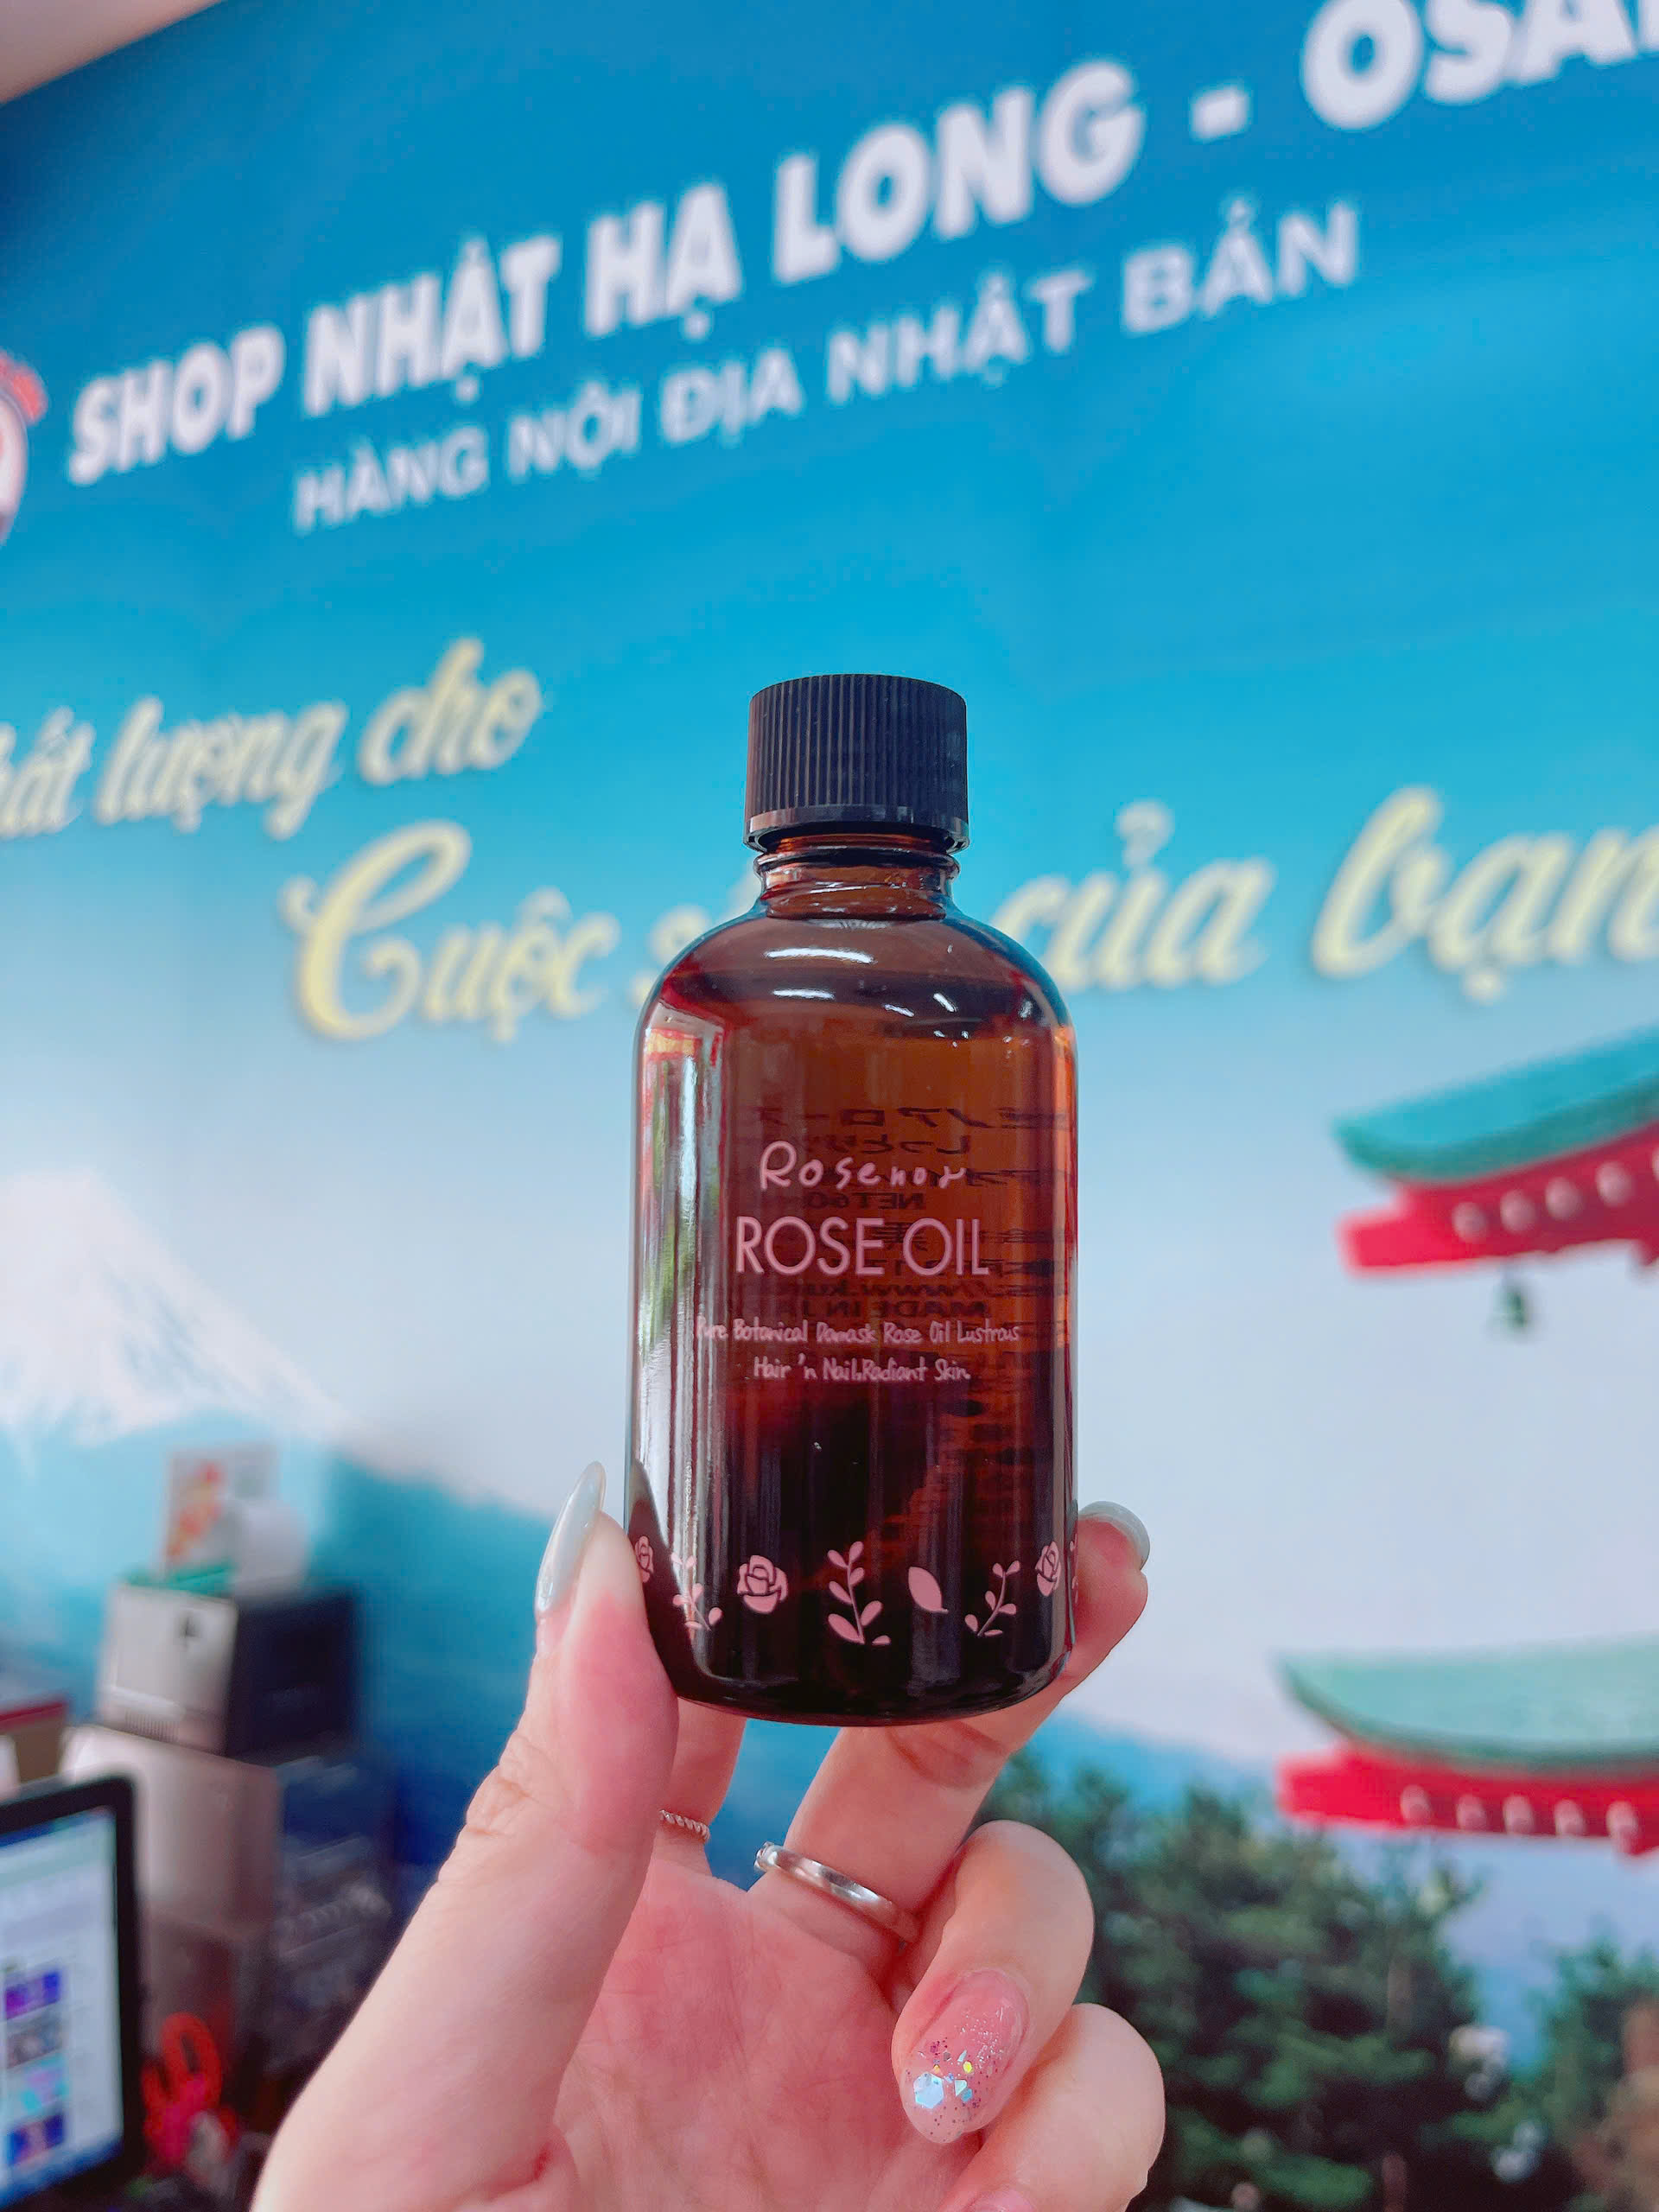 SHOP NHẬT HẠ LONG - OSA
HÀNG NỘI ĐỊA NHẬT BẢN
lượng cho
Cuộc của bạn
Rosenoa
ROSE OIL
Pure Botanical Damask Rose Oil Lustrous
Hair 'n Nail,Radiant Skin